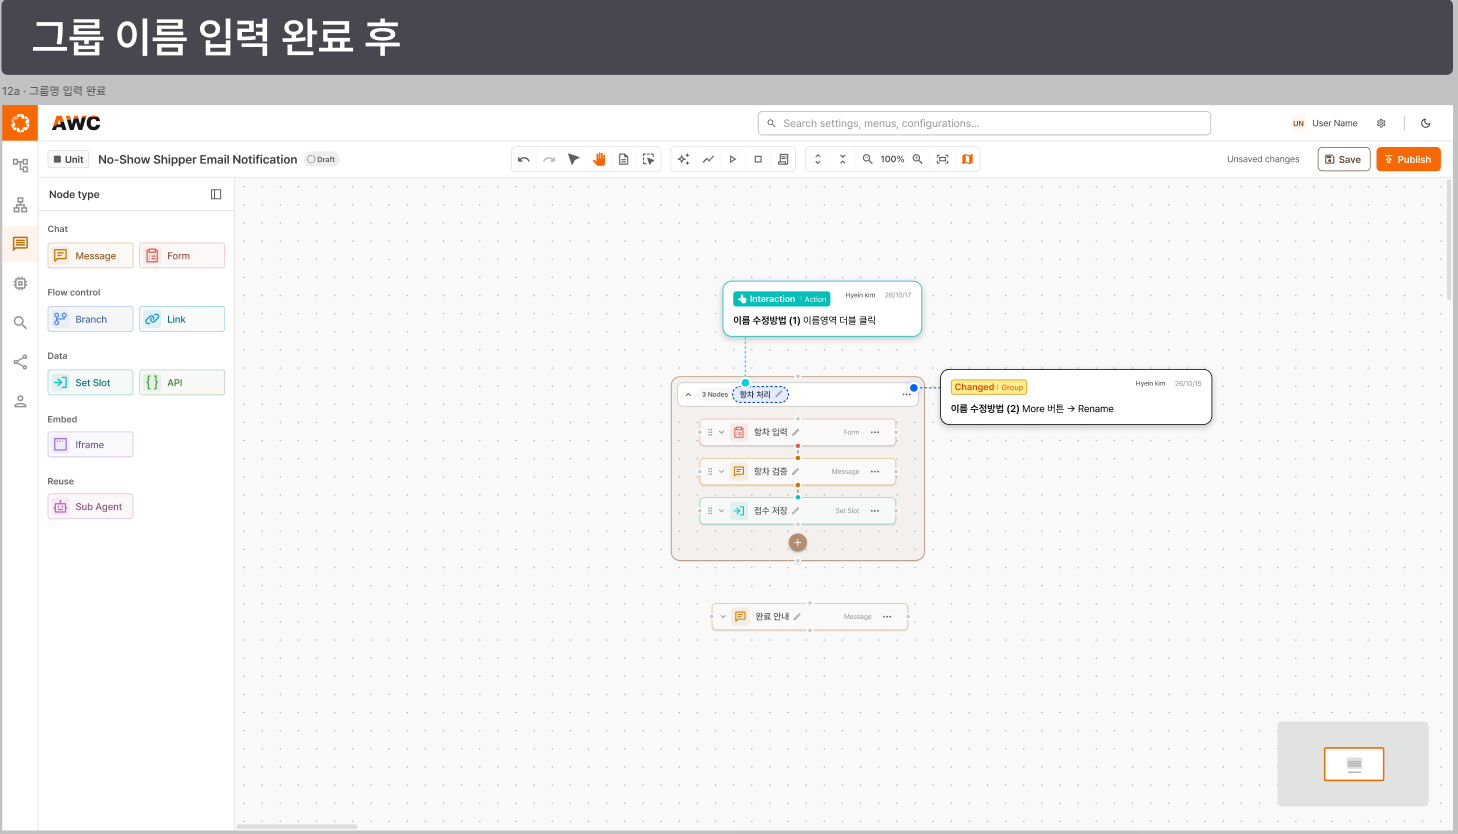 그룹 이름 입력 완료 후
12a · 그룹명 입력 완료
AWC
Search settings, menus, configurations...
UN User Name
Unit No-Show Shipper Email Notification Draft
100%
Unsaved changes Save Publish
Node type
Chat
Message Form
Flow control
Branch Link
Data
Set Slot API
Embed
Iframe
Reuse
Sub Agent
Interaction | Action Hyein kim 26/10/17
이름 수정방법 (1) 이름영역 더블 클릭
3 Nodes 항차 처리
Changed | Group Hyein kim 26/10/15
이름 수정방법 (2) More 버튼 → Rename
항차 입력 Form
항차 검증 Message
접수 저장 Set Slot
완료 안내 Message